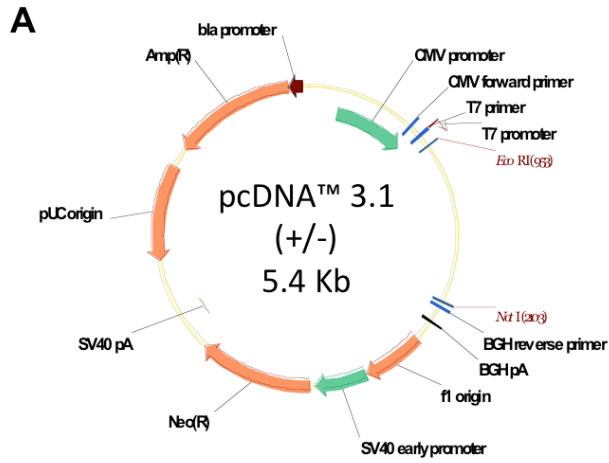 A
bla promoter
Amp(R)
CMV promoter
CMV forward primer
T7 primer
T7 promoter
Eco RI (953)
pcDNA™ 3.1
(+/-)
5.4 Kb
pUC origin
Not I (2103)
BGH reverse primer
BGH pA
f1 origin
SV40 early promoter
Neo(R)
SV40 pA